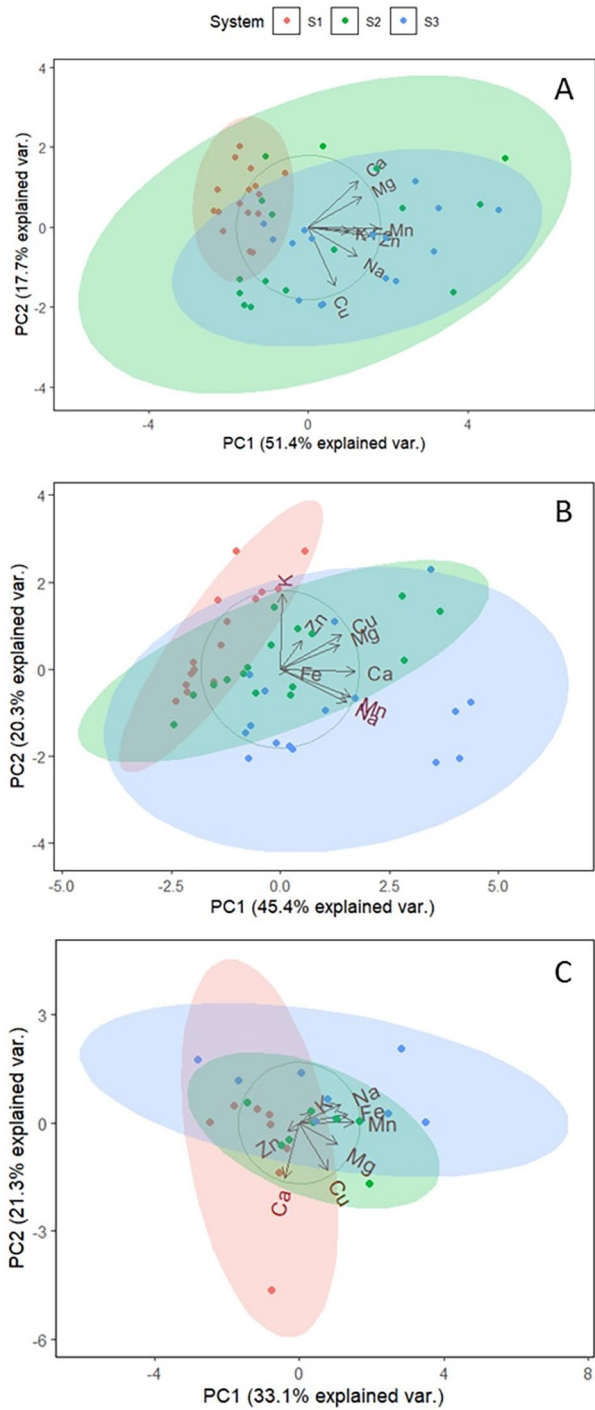 System S1 S2 S3
A
4
2
0
-2
-4
PC2 (17.7% explained var.)
Ca
Mg
K
Mn
Zn
Na
Cu
-4 0 4
PC1 (51.4% explained var.)
B
4
2
0
-2
-4
PC2 (20.3% explained var.)
K
Zn
Cu
Mg
Fe
Ca
Mn
Na
-5.0 -2.5 0.0 2.5 5.0
PC1 (45.4% explained var.)
C
3
0
-3
-6
PC2 (21.3% explained var.)
K
Na
Fe
Mn
Zn
Mg
Ca
Cu
-4 0 4 8
PC1 (33.1% explained var.)